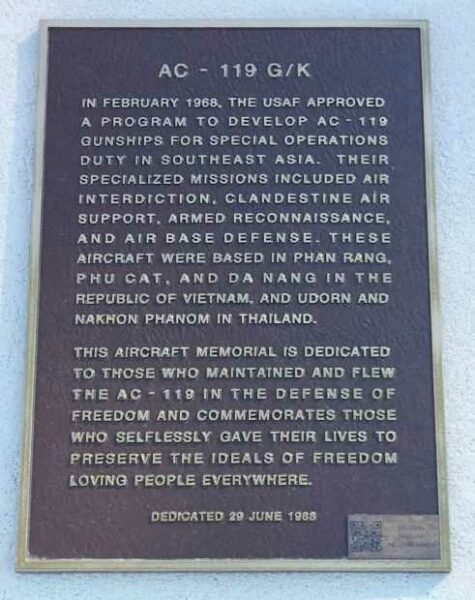 AC - 119 G/K
IN FEBRUARY 1968, THE USAF APPROVED
A PROGRAM TO DEVELOP AC - 119
GUNSHIPS FOR SPECIAL OPERATIONS
DUTY IN SOUTHEAST ASIA. THEIR
SPECIALIZED MISSIONS INCLUDED AIR
INTERDICTION, CLANDESTINE AIR
SUPPORT, ARMED RECONNAISSANCE,
AND AIR BASE DEFENSE. THESE
AIRCRAFT WERE BASED IN PHAN RANG,
PHU CAT, AND DA NANG IN THE
REPUBLIC OF VIETNAM, AND UDORN AND
NAKHON PHANOM IN THAILAND.
THIS AIRCRAFT MEMORIAL IS DEDICATED
TO THOSE WHO MAINTAINED AND FLEW
THE AC - 119 IN THE DEFENSE OF
FREEDOM AND COMMEMORATES THOSE
WHO SELFLESSLY GAVE THEIR LIVES TO
PRESERVE THE IDEALS OF FREEDOM
LOVING PEOPLE EVERYWHERE.
DEDICATED 29 JUNE 1988